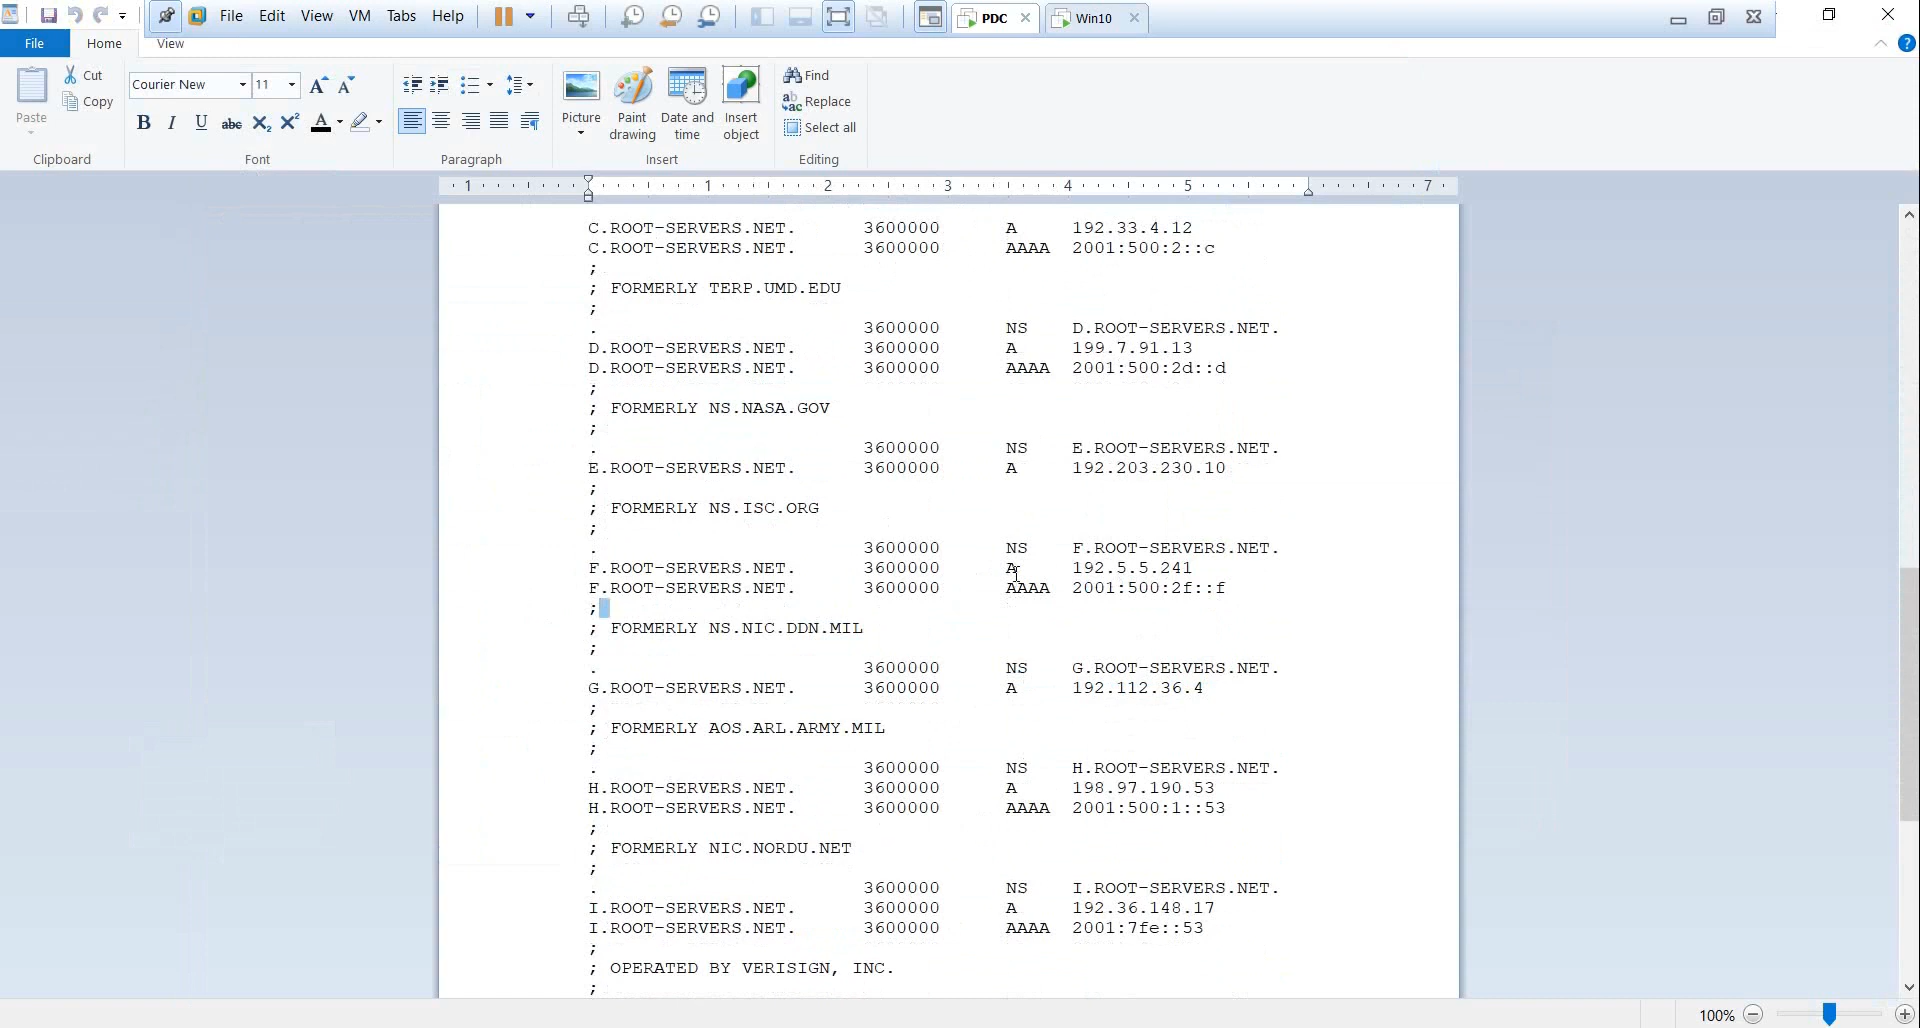 File Edit View VM Tabs Help PDC Win10
File Home View
Paste Cut Copy
Clipboard
Courier New 11
B I U abc X₂ X² A
Font
Paragraph
Picture Paint drawing Date and time Insert object
Insert
Find
Replace
Select all
Editing
1 1 2 3 4 5 7
C.ROOT-SERVERS.NET. 3600000 A 192.33.4.12
C.ROOT-SERVERS.NET. 3600000 AAAA 2001:500:2::c
;
; FORMERLY TERP.UMD.EDU
;
. 3600000 NS D.ROOT-SERVERS.NET.
D.ROOT-SERVERS.NET. 3600000 A 199.7.91.13
D.ROOT-SERVERS.NET. 3600000 AAAA 2001:500:2d::d
;
; FORMERLY NS.NASA.GOV
;
. 3600000 NS E.ROOT-SERVERS.NET.
E.ROOT-SERVERS.NET. 3600000 A 192.203.230.10
;
; FORMERLY NS.ISC.ORG
;
. 3600000 NS F.ROOT-SERVERS.NET.
F.ROOT-SERVERS.NET. 3600000 A 192.5.5.241
F.ROOT-SERVERS.NET. 3600000 AAAA 2001:500:2f::f
;
; FORMERLY NS.NIC.DDN.MIL
;
. 3600000 NS G.ROOT-SERVERS.NET.
G.ROOT-SERVERS.NET. 3600000 A 192.112.36.4
;
; FORMERLY AOS.ARL.ARMY.MIL
;
. 3600000 NS H.ROOT-SERVERS.NET.
H.ROOT-SERVERS.NET. 3600000 A 198.97.190.53
H.ROOT-SERVERS.NET. 3600000 AAAA 2001:500:1::53
;
; FORMERLY NIC.NORDU.NET
;
. 3600000 NS I.ROOT-SERVERS.NET.
I.ROOT-SERVERS.NET. 3600000 A 192.36.148.17
I.ROOT-SERVERS.NET. 3600000 AAAA 2001:7fe::53
;
; OPERATED BY VERISIGN, INC.
;
100%